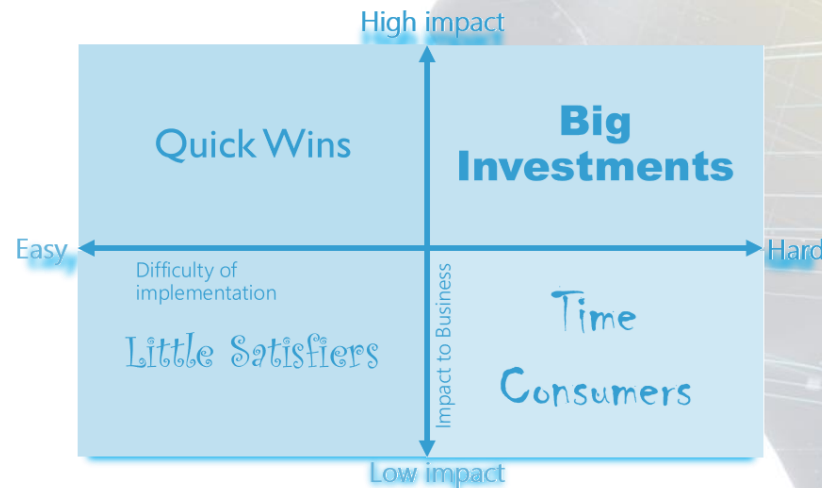 High impact
Quick Wins
Big
Investments
Easy
Hard
Difficulty of
implementation
Impact to Business
Little Satisfiers
Time
Consumers
Low impact